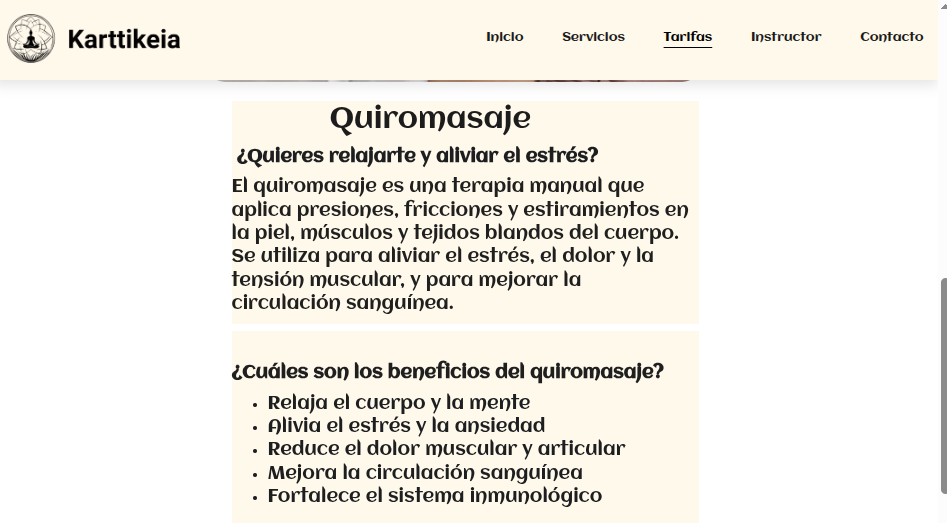 Karttikeia
Inicio
Servicios
Tarifas
Instructor
Contacto
Quiromasaje
¿Quieres relajarte y aliviar el estrés?
El quiromasaje es una terapia manual que
aplica presiones, fricciones y estiramientos en
la piel, músculos y tejidos blandos del cuerpo.
Se utiliza para aliviar el estrés, el dolor y la
tensión muscular, y para mejorar la
circulación sanguínea.
¿Cuáles son los beneficios del quiromasaje?
• Relaja el cuerpo y la mente
• Alivia el estrés y la ansiedad
• Reduce el dolor muscular y articular
• Mejora la circulación sanguínea
• Fortalece el sistema inmunológico